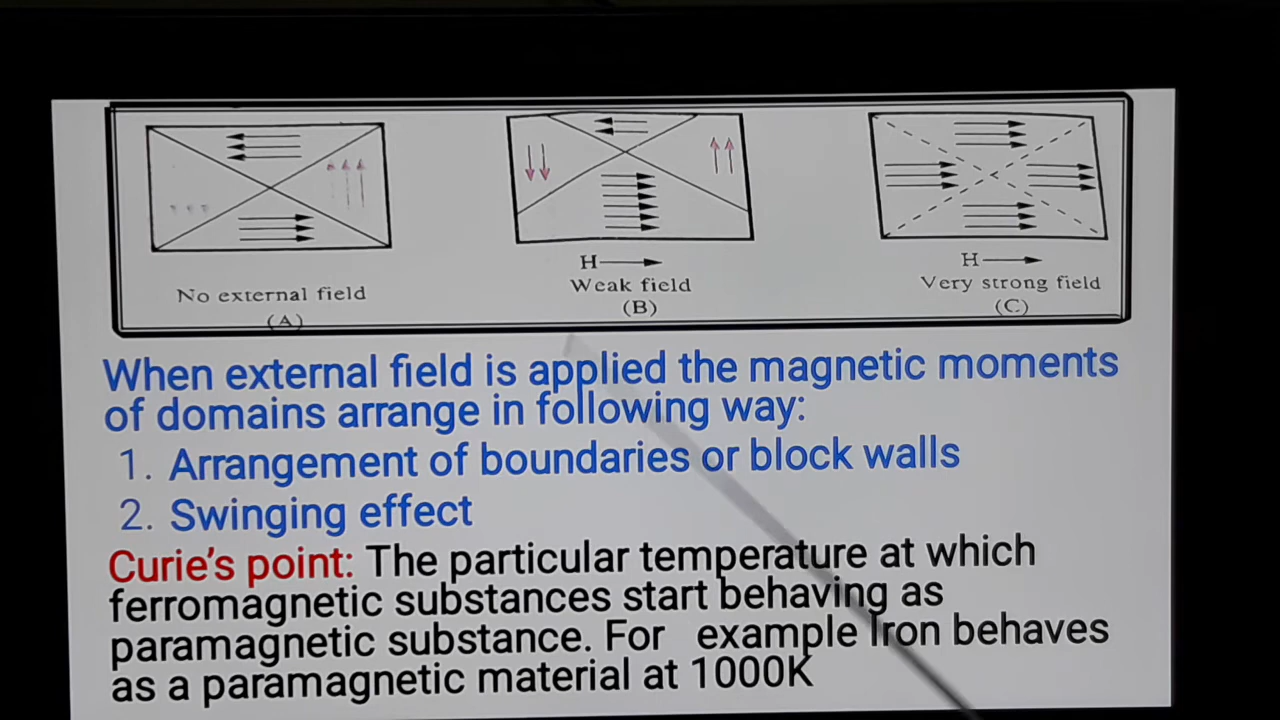 No external field
(A)
H
Weak field
(B)
H
Very strong field
(C)
When external field is applied the magnetic moments
of domains arrange in following way:
1. Arrangement of boundaries or block walls
2. Swinging effect
Curie's point: The particular temperature at which
ferromagnetic substances start behaving as
paramagnetic substance. For example Iron behaves
as a paramagnetic material at 1000K